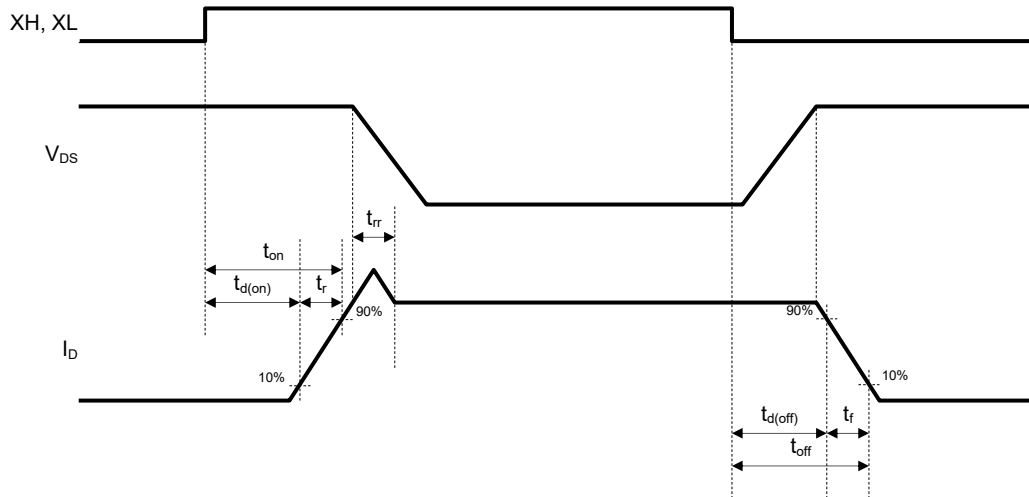 XH, XL
VDS
trr
ton
td(on) tr
90%
90%
ID
10%
10%
td(off) tf
toff